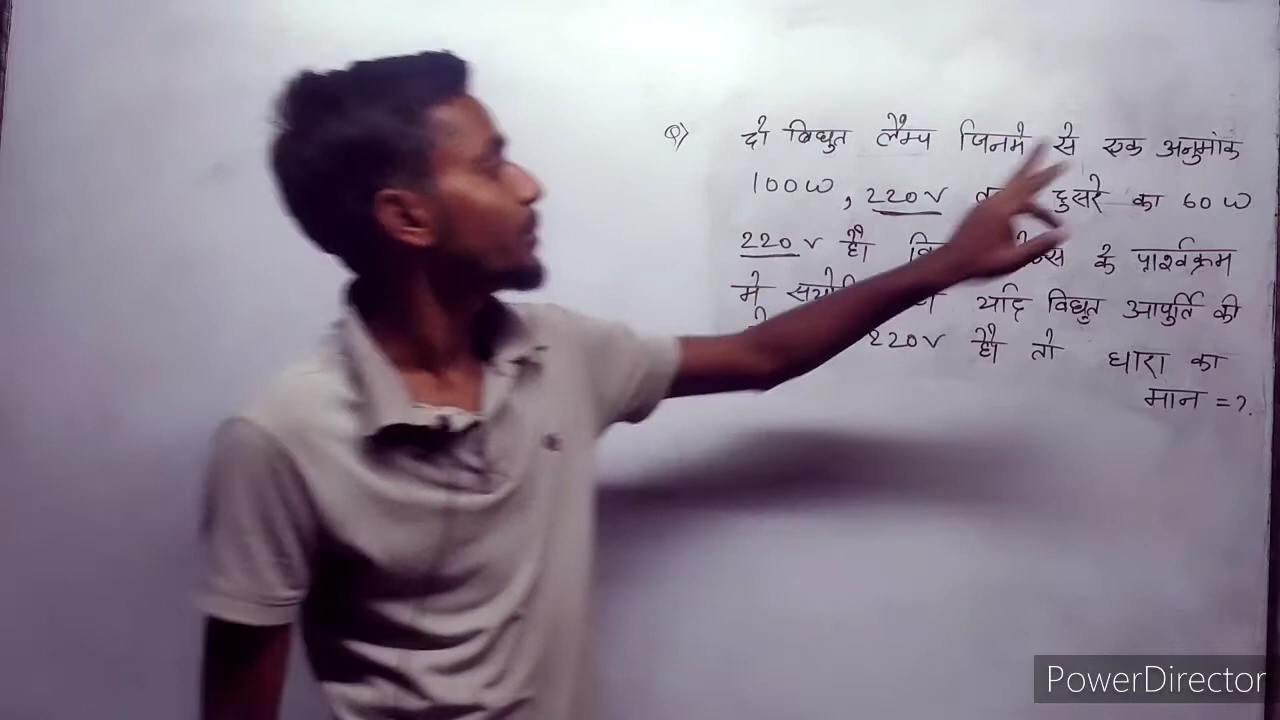 Q) दो विधुत लैम्प जिनमे से एक अनुमांक
100W, 220V दुसरे का 60W
220V है के पार्श्वक्रम
मे यदि विधुत आपुर्ति की
220V है तो धारा का
मान = ?.
PowerDirector